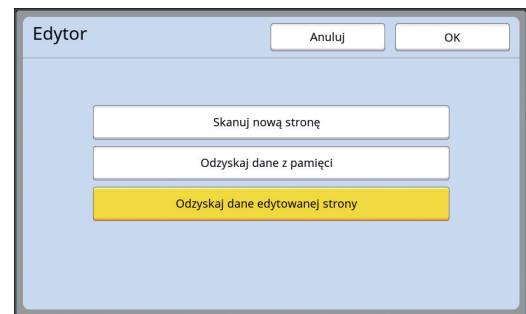 Edytor
Anuluj
OK
Skanuj nową stronę
Odzyskaj dane z pamięci
Odzyskaj dane edytowanej strony